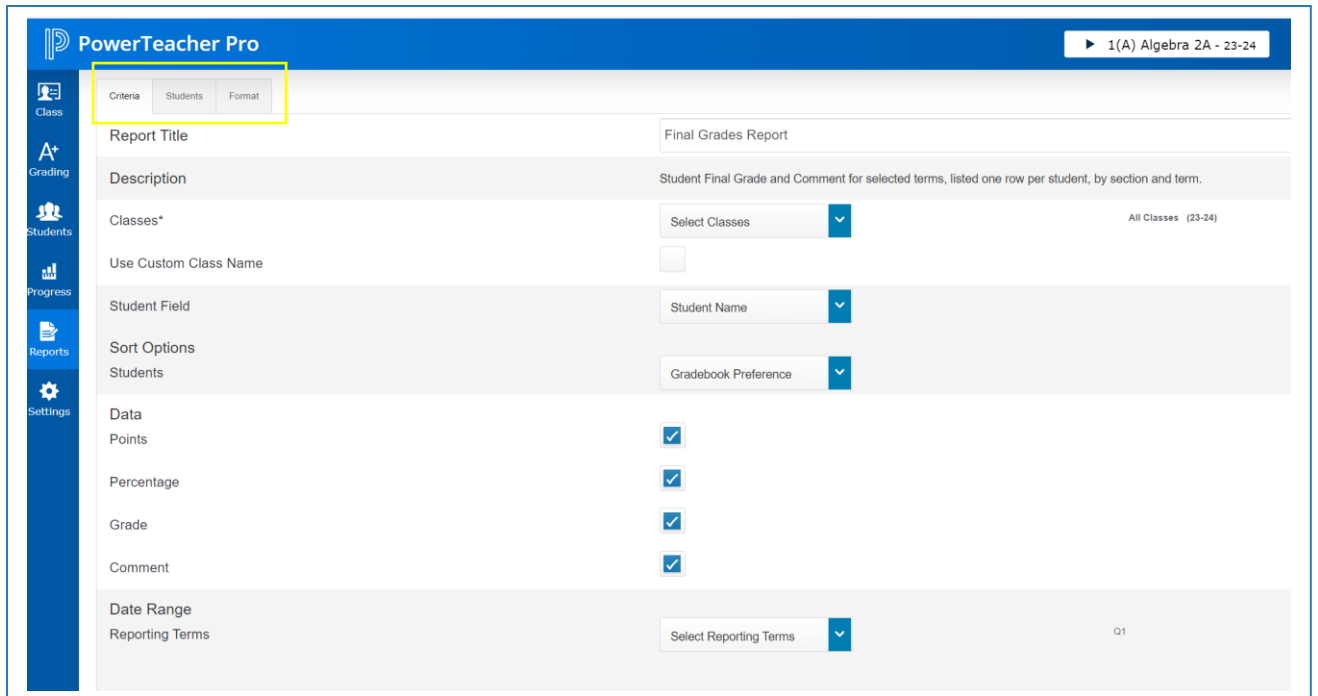 PowerTeacher Pro
1(A) Algebra 2A - 23-24
Class
Grading
Students
Progress
Reports
Settings
Criteria Students Format
Report Title Final Grades Report
Description Student Final Grade and Comment for selected terms, listed one row per student, by section and term.
Classes* Select Classes All Classes (23-24)
Use Custom Class Name
Student Field Student Name
Sort Options
Students Gradebook Preference
Data
Points
Percentage
Grade
Comment
Date Range
Reporting Terms Select Reporting Terms Q1